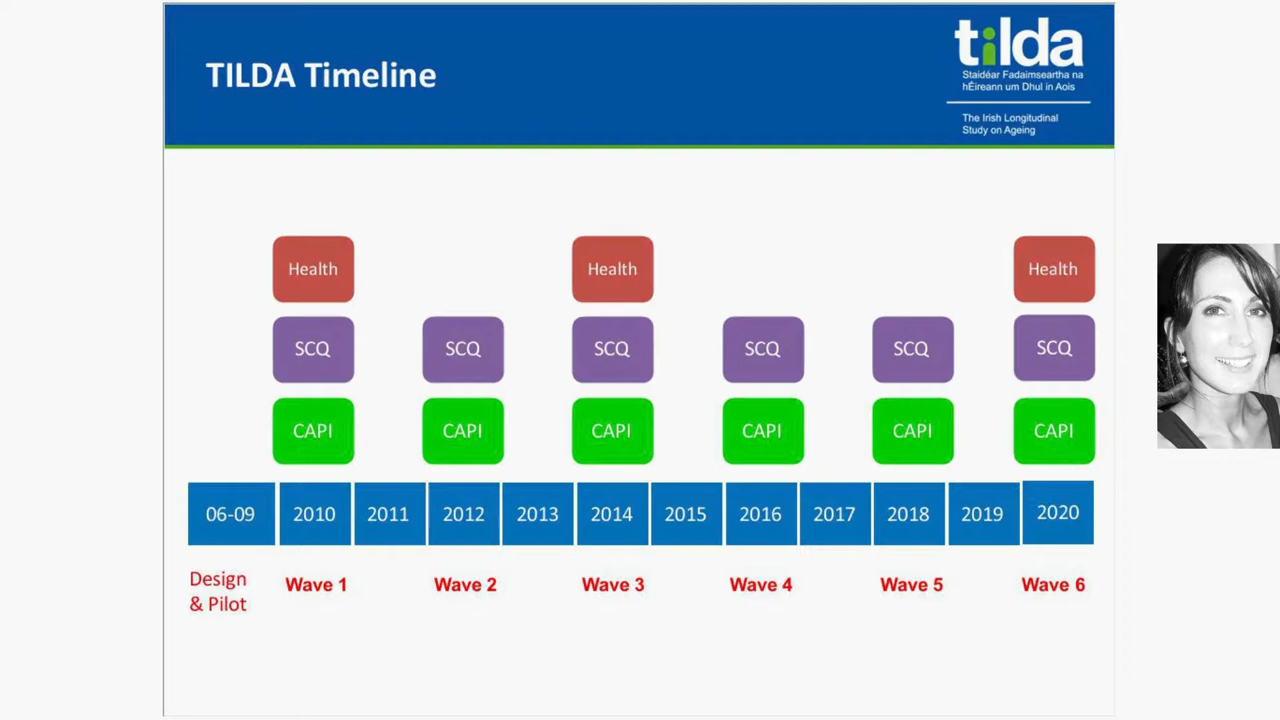 TILDA Timeline
tilda
Staidéar Fadaimseartha na
hÉireann um Dhul in Aois
The Irish Longitudinal
Study on Ageing
Health
Health
Health
SCQ
SCQ
SCQ
SCQ
SCQ
SCQ
CAPI
CAPI
CAPI
CAPI
CAPI
CAPI
06-09
2010
2011
2012
2013
2014
2015
2016
2017
2018
2019
2020
Design
& Pilot
Wave 1
Wave 2
Wave 3
Wave 4
Wave 5
Wave 6